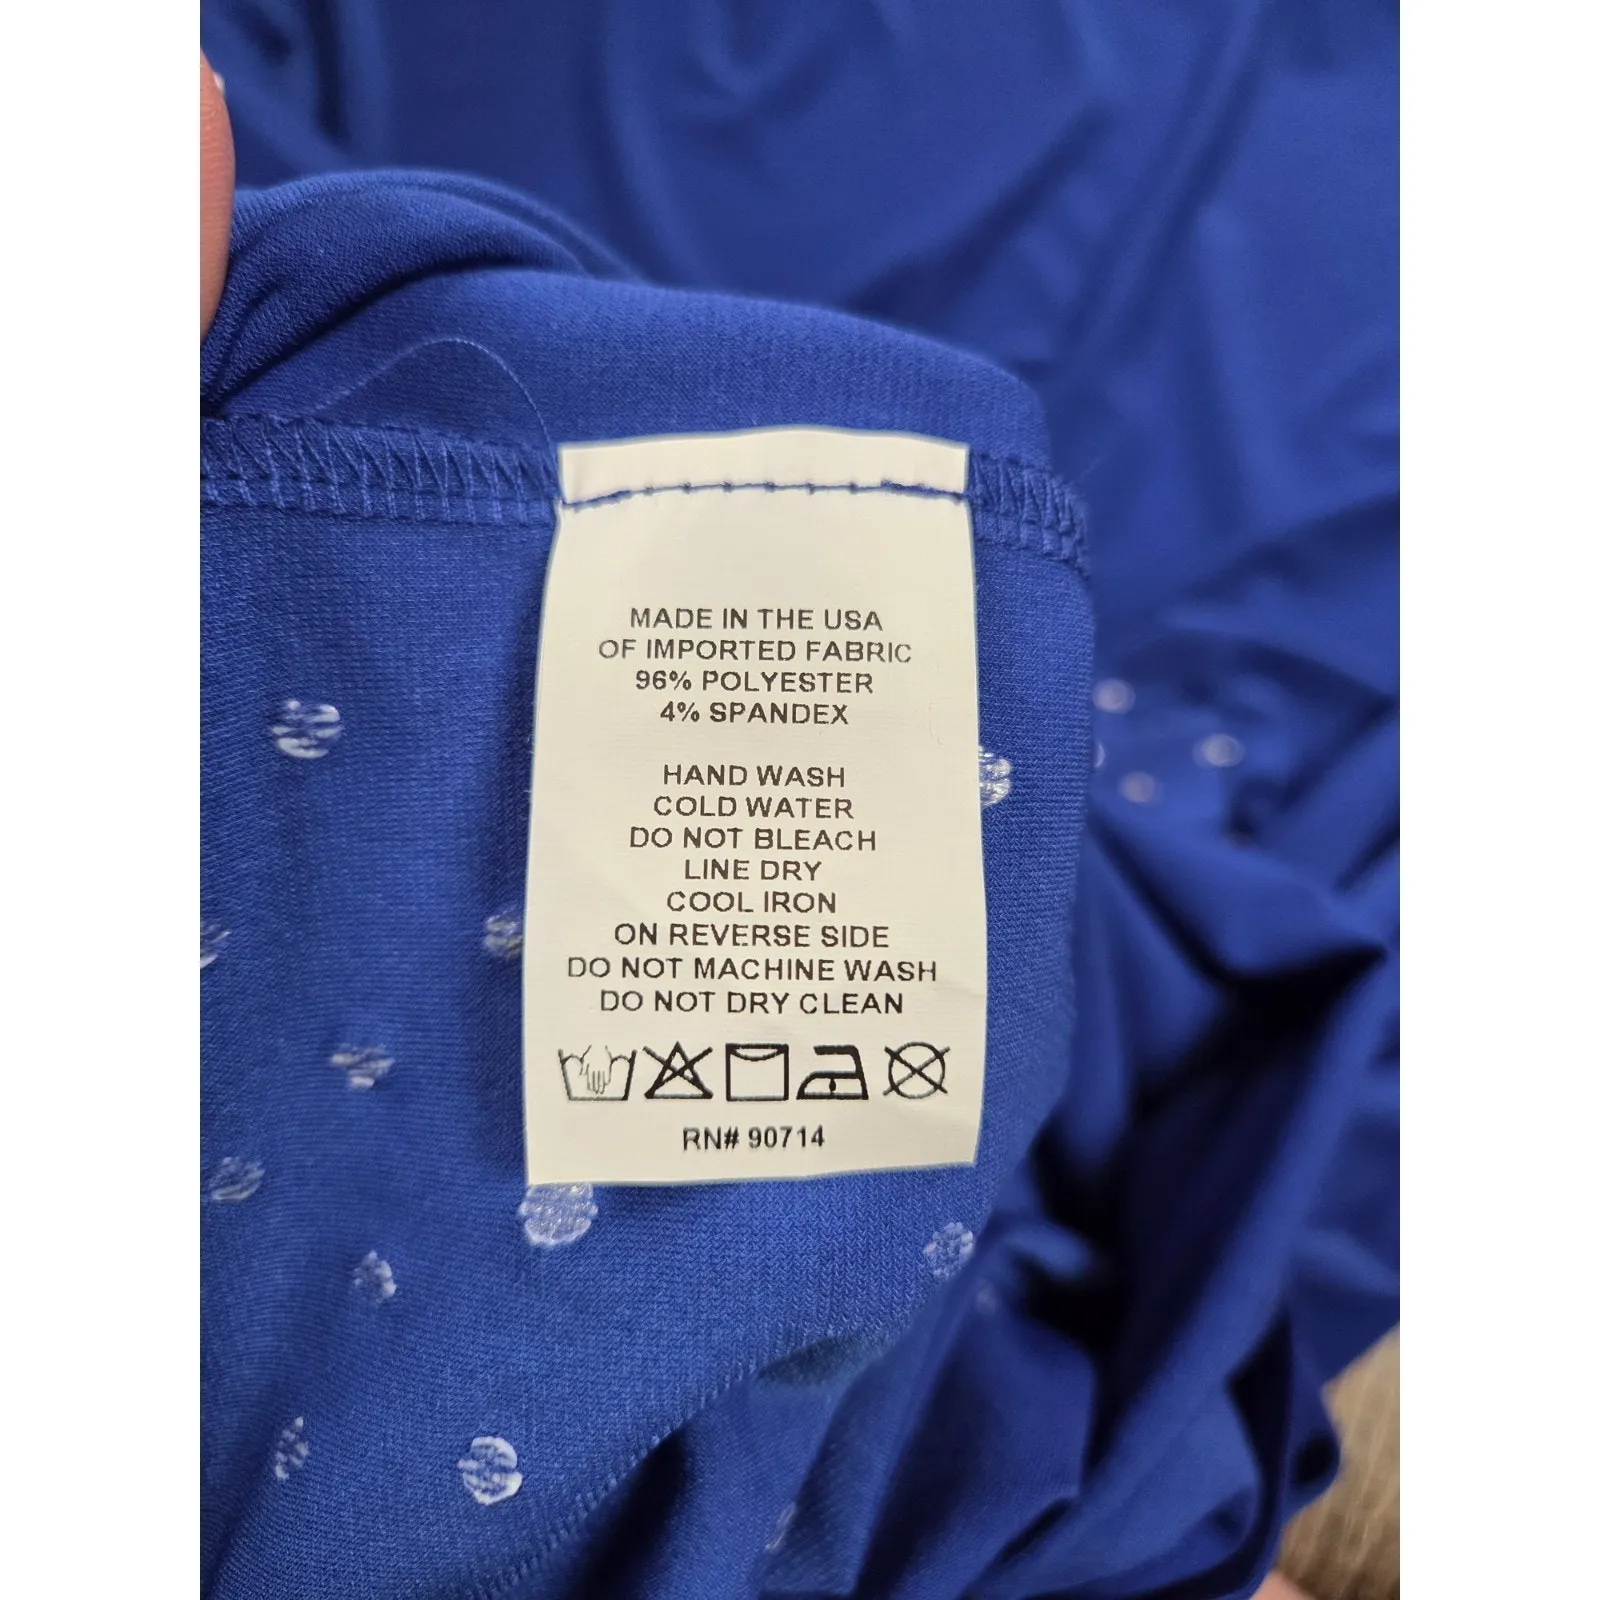 MADE IN THE USA
OF IMPORTED FABRIC
96% POLYESTER
4% SPANDEX
HAND WASH
COLD WATER
DO NOT BLEACH
LINE DRY
COOL IRON
ON REVERSE SIDE
DO NOT MACHINE WASH
DO NOT DRY CLEAN
RN# 90714